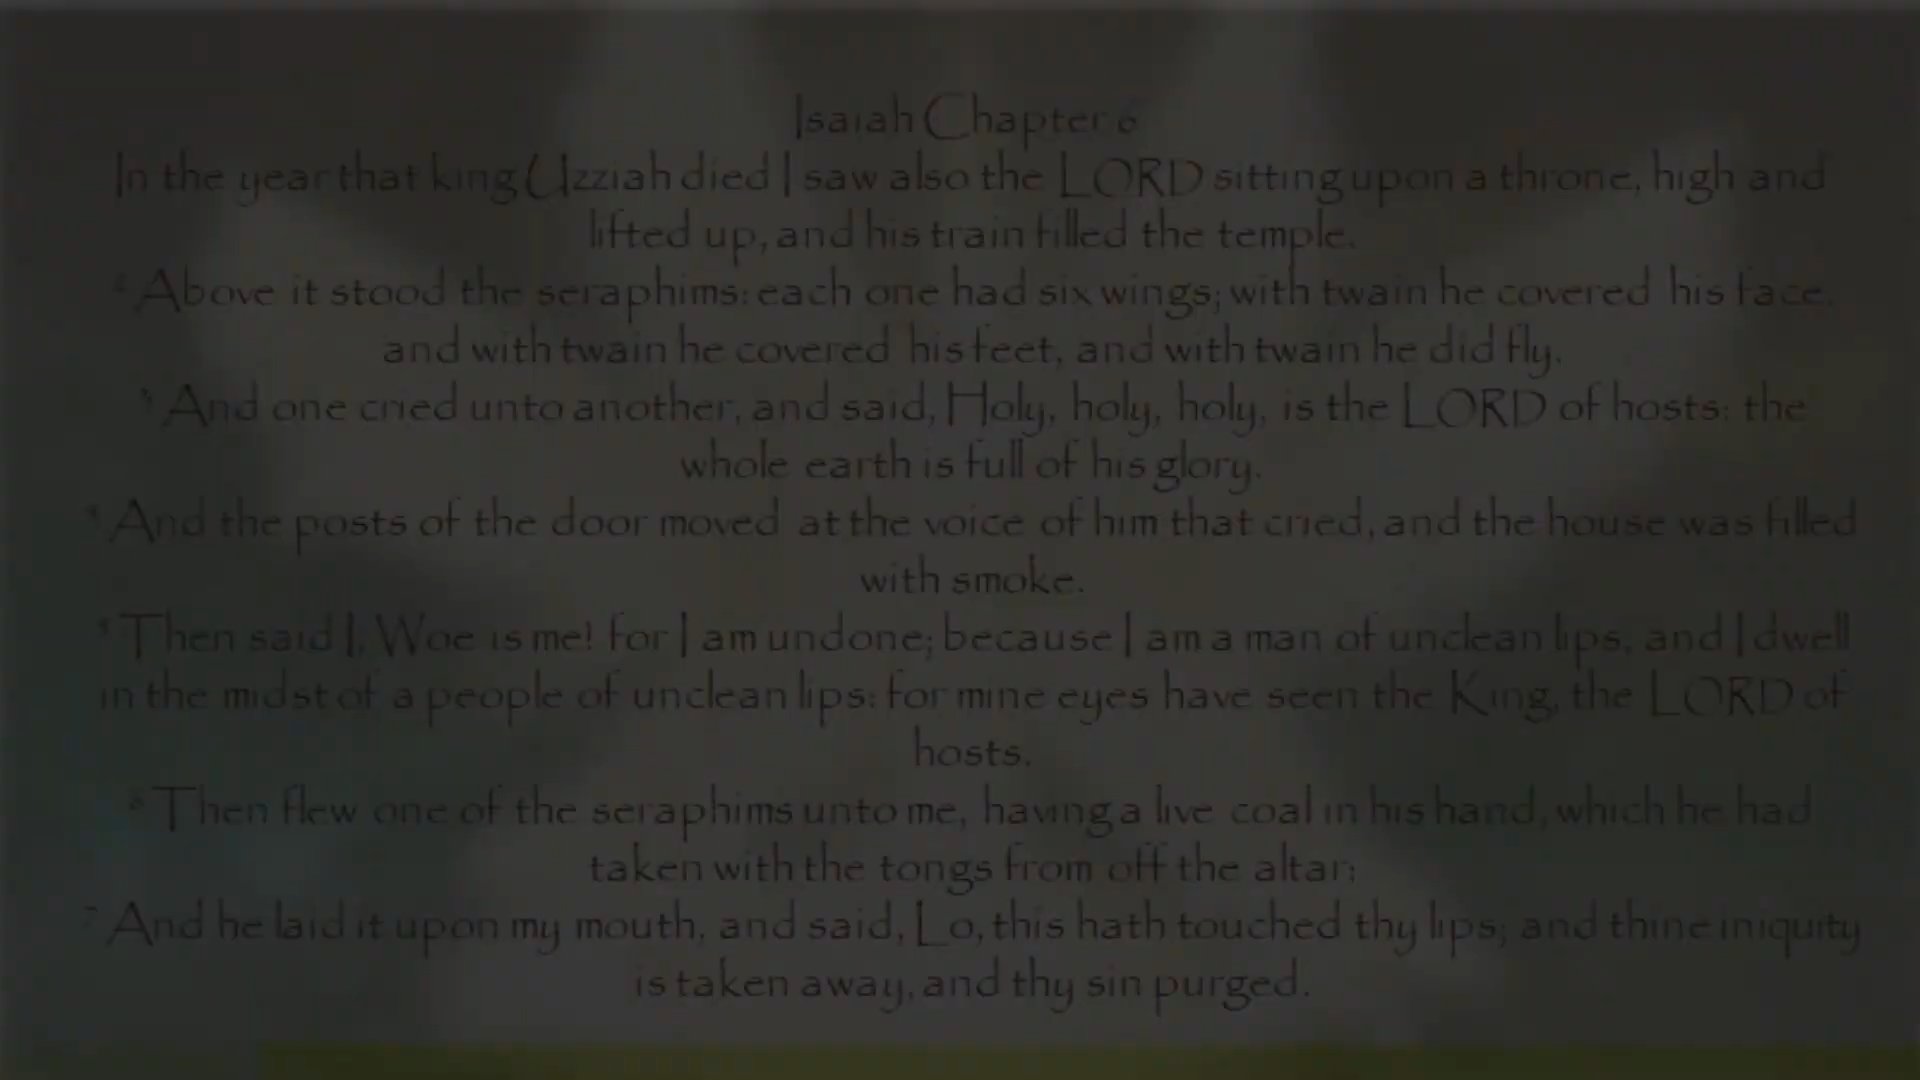 Isaiah Chapter 6
In the year that king Uzziah died I saw also the LORD sitting upon a throne, high and
lifted up, and his train filled the temple.
2 Above it stood the seraphims: each one had six wings; with twain he covered his face,
and with twain he covered his feet, and with twain he did fly.
3 And one cried unto another, and said, Holy, holy, holy, is the LORD of hosts: the
whole earth is full of his glory.
4 And the posts of the door moved at the voice of him that cried, and the house was filled
with smoke.
5 Then said I, Woe is me! for I am undone; because I am a man of unclean lips, and I dwell
in the midst of a people of unclean lips: for mine eyes have seen the King, the LORD of
hosts.
6 Then flew one of the seraphims unto me, having a live coal in his hand, which he had
taken with the tongs from off the altar:
7 And he laid it upon my mouth, and said, Lo, this hath touched thy lips; and thine iniquity
is taken away, and thy sin purged.